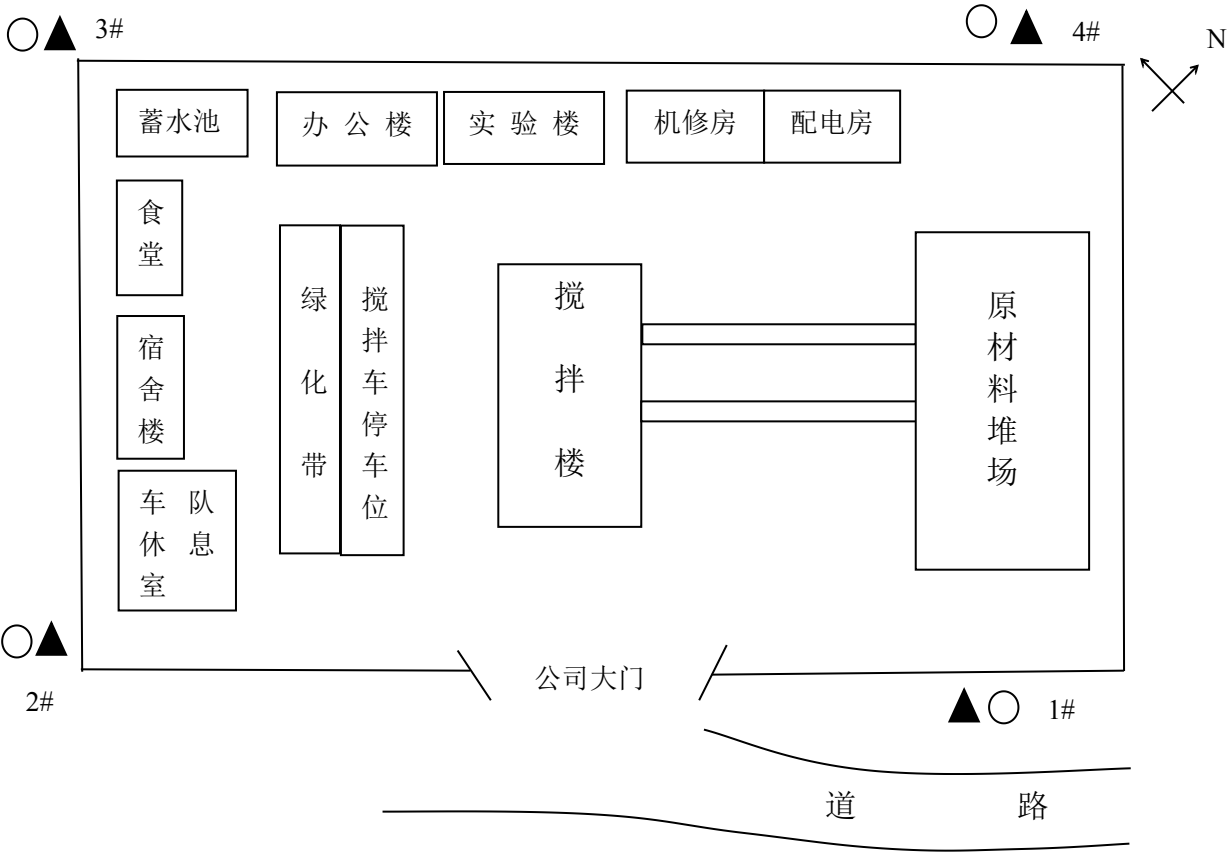 3#
4#
N
蓄水池
办公楼
实验楼
机修房
配电房
食堂
宿舍楼
车队
休息
室
绿化带
搅拌车停车位
搅拌楼
原材料堆场
公司大门
2#
1#
道路